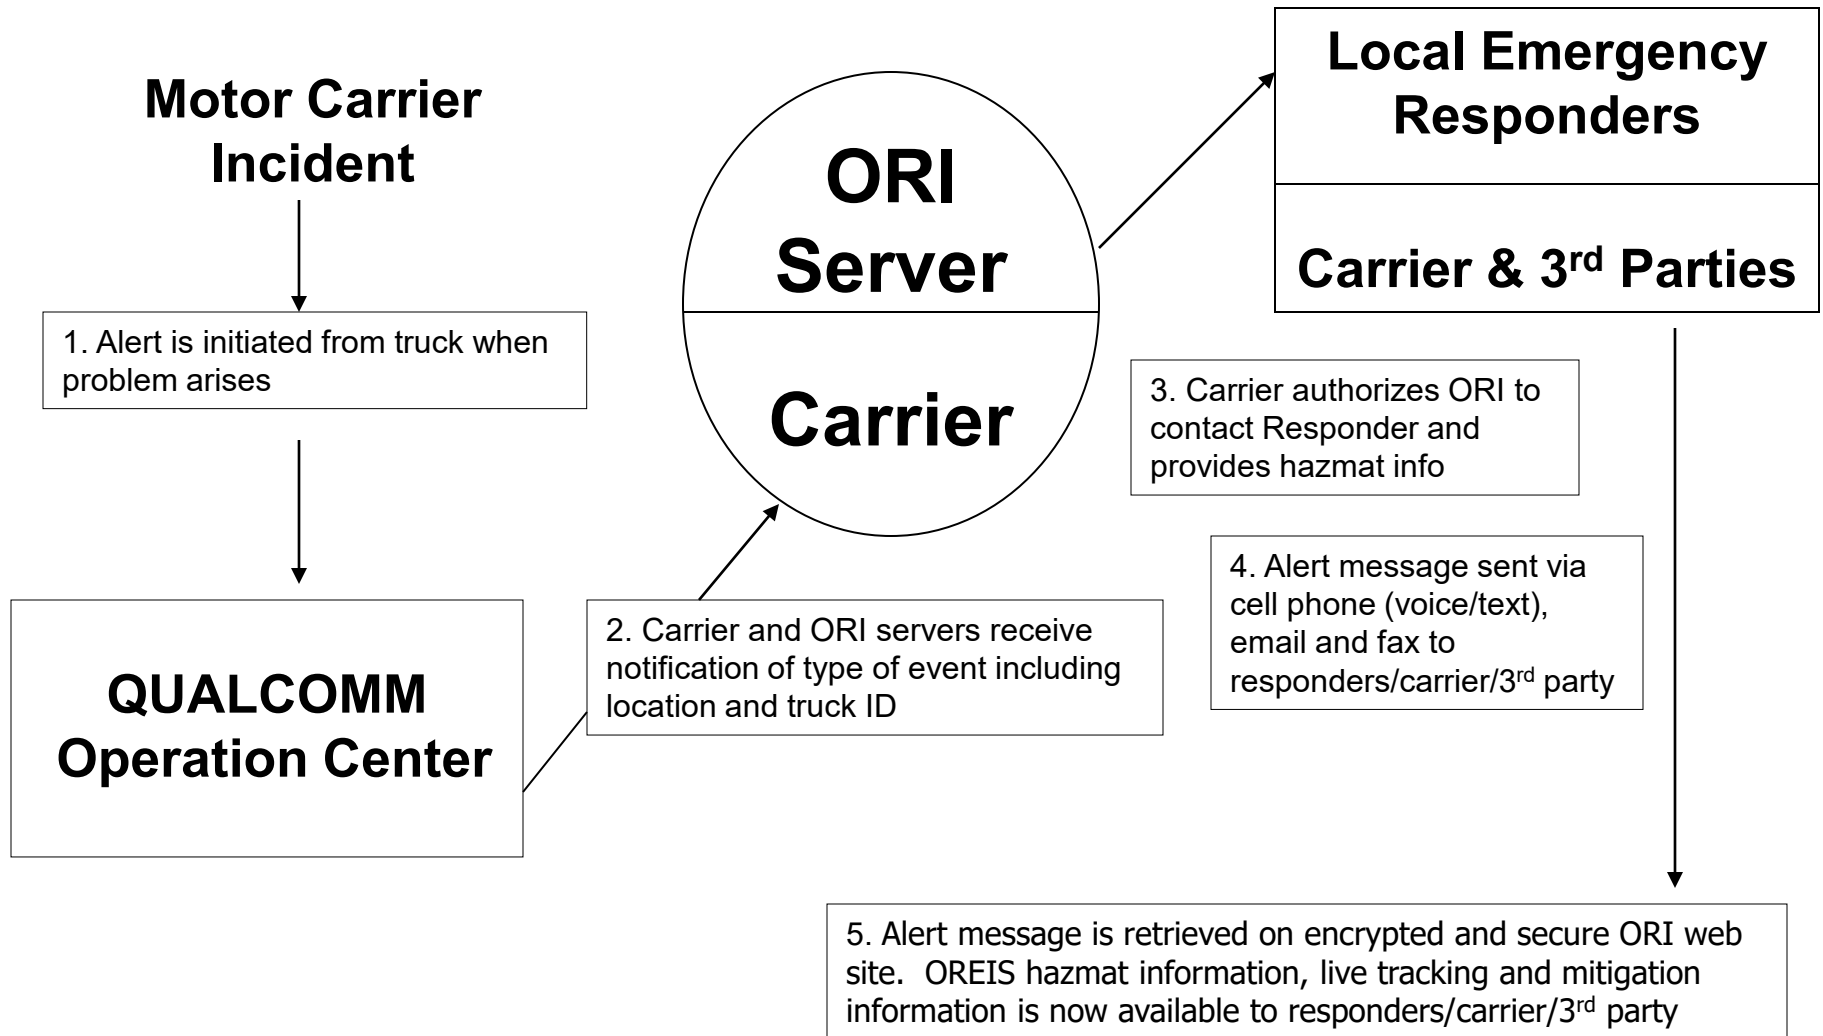 Motor Carrier
Incident
1. Alert is initiated from truck when
problem arises
QUALCOMM
Operation Center
2. Carrier and ORI servers receive
notification of type of event including
location and truck ID
ORI
Server
Carrier
Local Emergency
Responders
Carrier & 3rd Parties
3. Carrier authorizes ORI to
contact Responder and
provides hazmat info
4. Alert message sent via
cell phone (voice/text),
email and fax to
responders/carrier/3rd party
5. Alert message is retrieved on encrypted and secure ORI web
site.  OREIS hazmat information, live tracking and mitigation
information is now available to responders/carrier/3rd party